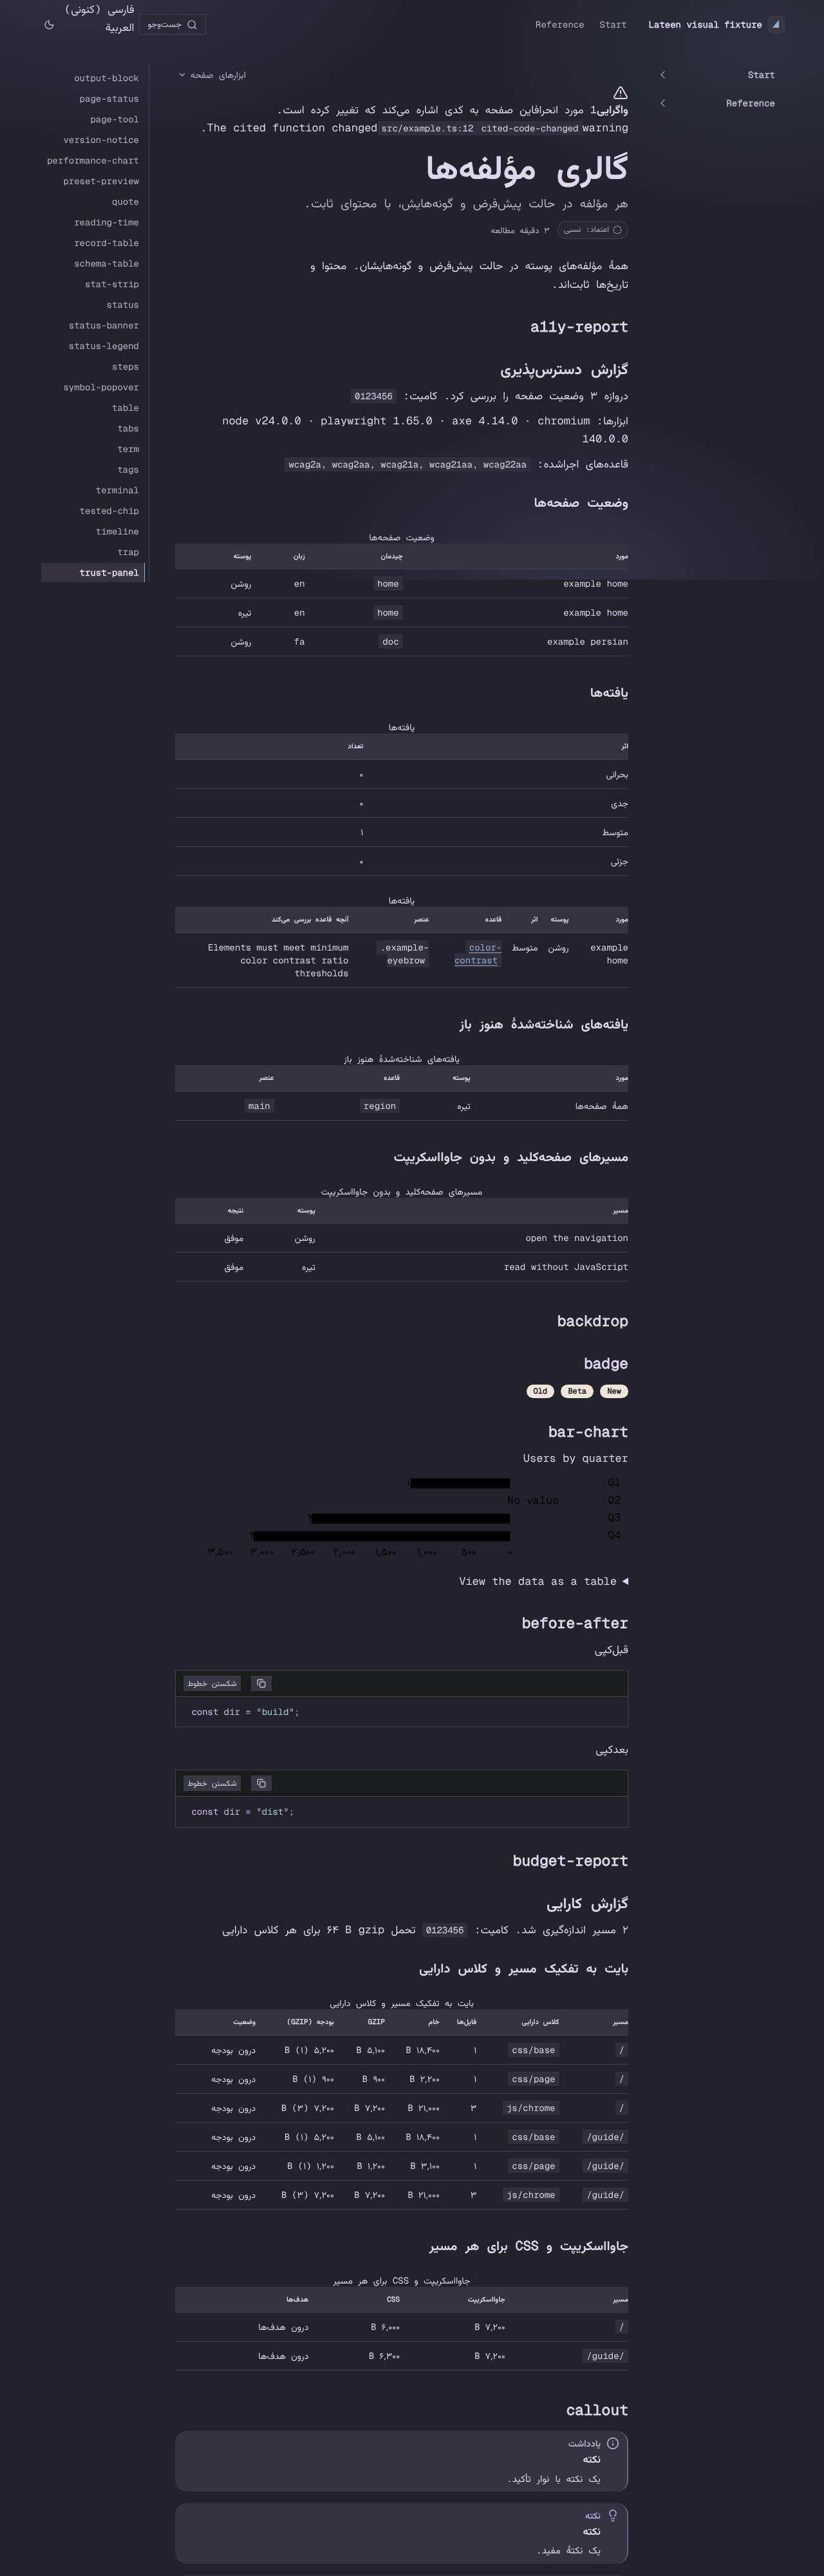 Lateen visual fixture
Start
Reference
جست‌وجو
فارسی (کنونی)
العربية
Start
Reference
ابزارهای صفحه
واگرایی1 مورد انحرافاین صفحه به کدی اشاره می‌کند که تغییر کرده است.
warning cited-code-changed src/example.ts:12 The cited function changed.
گالری مؤلفه‌ها
هر مؤلفه در حالت پیش‌فرض و گونه‌هایش، با محتوای ثابت.
اعتماد: نسبی
۳ دقیقه مطالعه
همهٔ مؤلفه‌های پوسته در حالت پیش‌فرض و گونه‌هایشان. محتوا و
تاریخ‌ها ثابت‌اند.
a11y-report
گزارش دسترس‌پذیری
دروازه ۳ وضعیت صفحه را بررسی کرد. کامیت: 0123456
ابزارها: node v24.0.0 · playwright 1.65.0 · axe 4.14.0 · chromium
140.0.0
قاعده‌های اجراشده: wcag2a, wcag2aa, wcag21a, wcag21aa, wcag22aa
وضعیت صفحه‌ها
وضعیت صفحه‌ها
مورد چیدمان زبان پوسته
example home home en روشن
example home home en تیره
example persian doc fa روشن
یافته‌ها
یافته‌ها
اثر تعداد
بحرانی ۰
جدی ۰
متوسط ۱
جزئی ۰
یافته‌ها
مورد پوسته اثر قاعده عنصر آنچه قاعده بررسی می‌کند
example home روشن متوسط color-contrast .example-eyebrow Elements must meet minimum color contrast ratio thresholds
یافته‌های شناخته‌شدهٔ هنوز باز
یافته‌های شناخته‌شدهٔ هنوز باز
مورد پوسته قاعده عنصر
همهٔ صفحه‌ها تیره region main
مسیرهای صفحه‌کلید و بدون جاوااسکریپت
مسیرهای صفحه‌کلید و بدون جاوااسکریپت
مسیر پوسته نتیجه
open the navigation روشن موفق
read without JavaScript تیره موفق
backdrop
badge
New Beta Old
bar-chart
Users by quarter
Q1
Q2 No value
Q3
Q4
۰ ۵۰۰ ۱,۰۰۰ ۱,۵۰۰ ۲,۰۰۰ ۲,۵۰۰ ۳,۰۰۰ ۳,۵۰۰
View the data as a table
before-after
قبل‌کپی
شکستن خطوط
const dir = "build";
بعدکپی
شکستن خطوط
const dir = "dist";
budget-report
گزارش کارایی
۲ مسیر اندازه‌گیری شد. کامیت: 0123456 تحمل ۶۴ B gzip برای هر کلاس دارایی
بایت به تفکیک مسیر و کلاس دارایی
بایت به تفکیک مسیر و کلاس دارایی
مسیر کلاس دارایی فایل‌ها خام GZIP بودجه (GZIP) وضعیت
/ css/base ۱ ۱۸,۴۰۰ B ۵,۱۰۰ B ۵,۲۰۰ B (۱) درون بودجه
/ css/page ۱ ۲,۲۰۰ B ۹۰۰ B ۹۰۰ B (۱) درون بودجه
/ js/chrome ۳ ۲۱,۰۰۰ B ۷,۲۰۰ B ۷,۲۰۰ B (۳) درون بودجه
/guide/ css/base ۱ ۱۸,۴۰۰ B ۵,۱۰۰ B ۵,۲۰۰ B (۱) درون بودجه
/guide/ css/page ۱ ۳,۱۰۰ B ۱,۲۰۰ B ۱,۲۰۰ B (۱) درون بودجه
/guide/ js/chrome ۳ ۲۱,۰۰۰ B ۷,۲۰۰ B ۷,۲۰۰ B (۳) درون بودجه
جاوااسکریپت و CSS برای هر مسیر
جاوااسکریپت و CSS برای هر مسیر
مسیر جاوااسکریپت CSS هدف‌ها
/ ۷,۲۰۰ B ۶,۰۰۰ B درون هدف‌ها
/guide/ ۷,۲۰۰ B ۶,۳۰۰ B درون هدف‌ها
callout
یادداشت
نکته
یک نکته با نوار تأکید.
نکته
نکته
یک نکتهٔ مفید.
output-block
page-status
page-tool
version-notice
performance-chart
preset-preview
quote
reading-time
record-table
schema-table
stat-strip
status
status-banner
status-legend
steps
symbol-popover
table
tabs
term
tags
terminal
tested-chip
timeline
trap
trust-panel